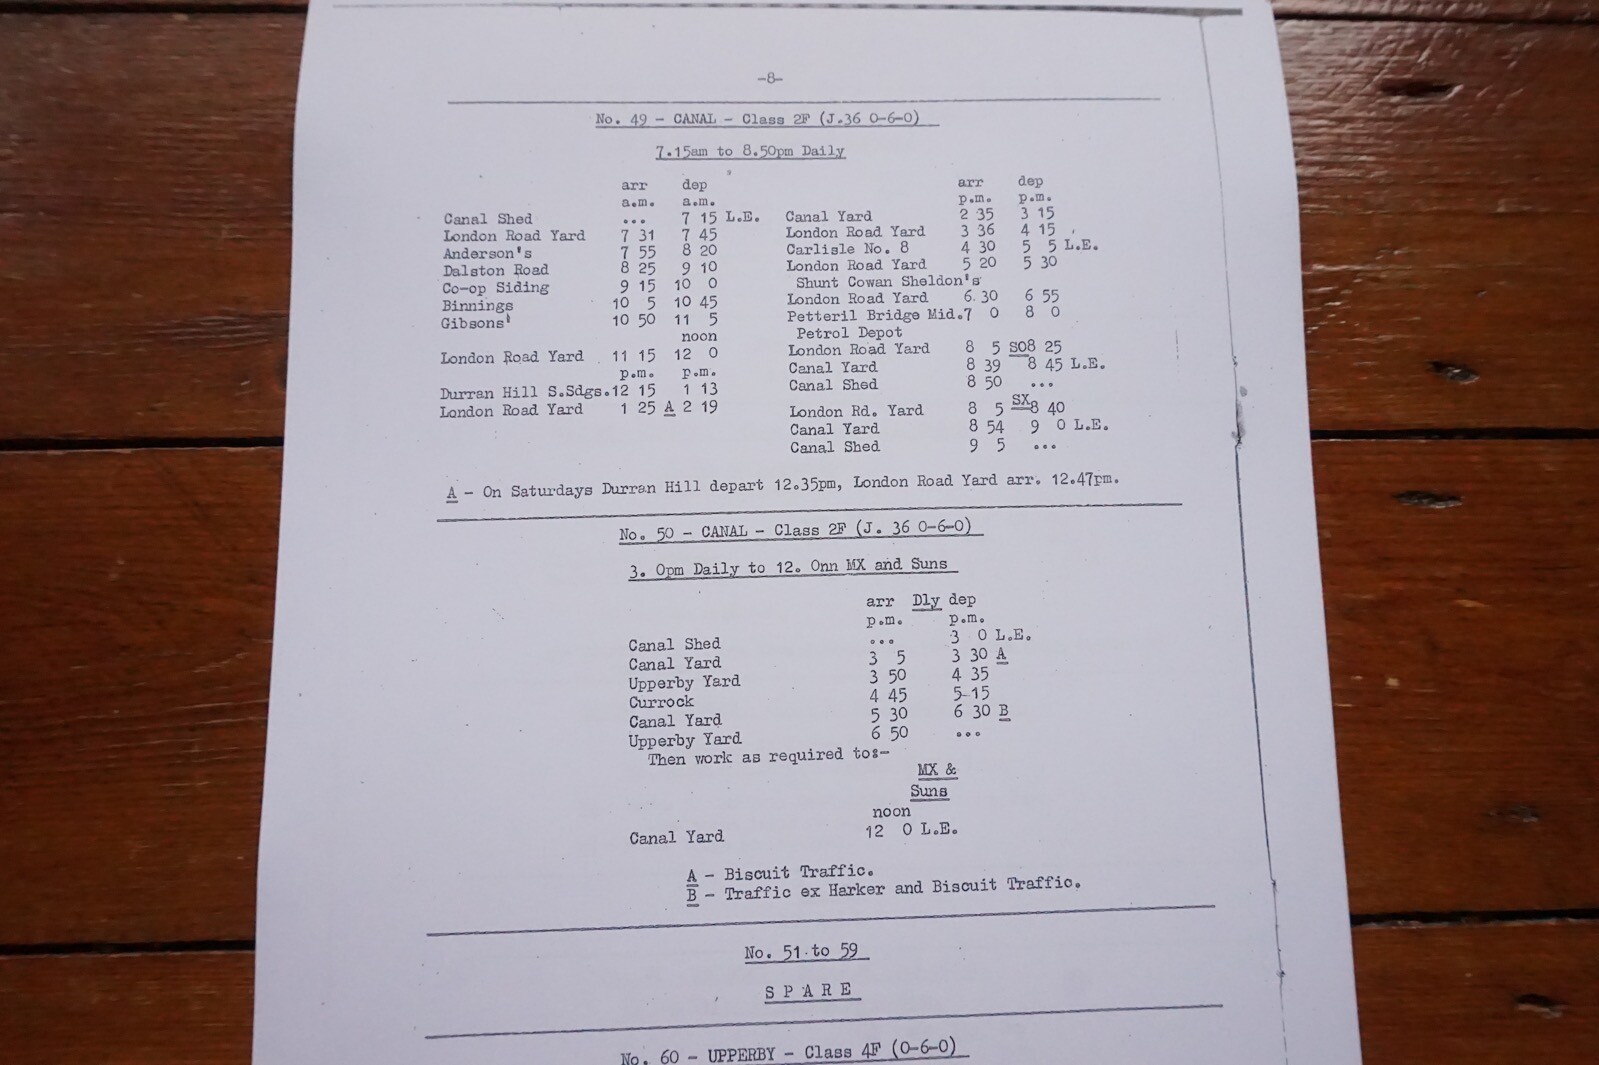 -8-
No. 49 - CANAL - Class 2F (J.36 0-6-0)
7.15am to 8.50pm Daily
arr dep
a.m. a.m.
Canal Shed ... 7 15 L.E.
London Road Yard 7 31 7 45
Anderson's 7 55 8 20
Dalston Road 8 25 9 10
Co-op Siding 9 15 10 0
Binnings 10 5 10 45
Gibsons' 10 50 11 5
noon
London Road Yard 11 15 12 0
p.m. p.m.
Durran Hill S.Sdgs. 12 15 1 13
London Road Yard 1 25 A 2 19
arr dep
p.m. p.m.
Canal Yard 2 35 3 15
London Road Yard 3 36 4 15
Carlisle No. 8 4 30 5 5 L.E.
London Road Yard 5 20 5 30
Shunt Cowan Sheldon's
London Road Yard 6.30 6 55
Petteril Bridge Mid.7 0 8 0
Petrol Depot
London Road Yard 8 5 SO8 25
Canal Yard 8 39 8 45 L.E.
Canal Shed 8 50 ...
London Rd. Yard 8 5 SX8 40
Canal Yard 8 54 9 0 L.E.
Canal Shed 9 5 ...
A - On Saturdays Durran Hill depart 12.35pm, London Road Yard arr. 12.47pm.
No. 50 - CANAL - Class 2F (J. 36 0-6-0)
3. 0pm Daily to 12. 0nn MX and Suns
arr Dly dep
p.m. p.m.
Canal Shed ... 3 0 L.E.
Canal Yard 3 5 3 30 A
Upperby Yard 3 50 4 35
Currock 4 45 5-15
Canal Yard 5 30 6 30 B
Upperby Yard 6 50 ...
Then work as required to:-
MX &
Suns
noon
Canal Yard 12 0 L.E.
A - Biscuit Traffic.
B - Traffic ex Harker and Biscuit Traffic.
No. 51 to 59
S P A R E
No. 60 - UPPERBY - Class 4F (0-6-0)